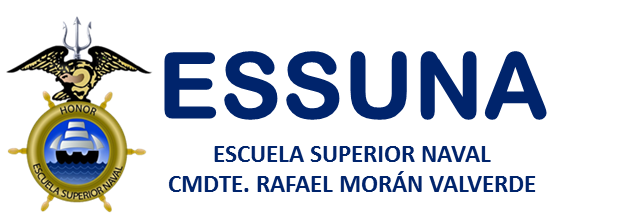 ESSUNA
ESCUELA SUPERIOR NAVAL
CMDTE. RAFAEL MORÁN VALVERDE
HONOR
ESCUELA SUPERIOR NAVAL